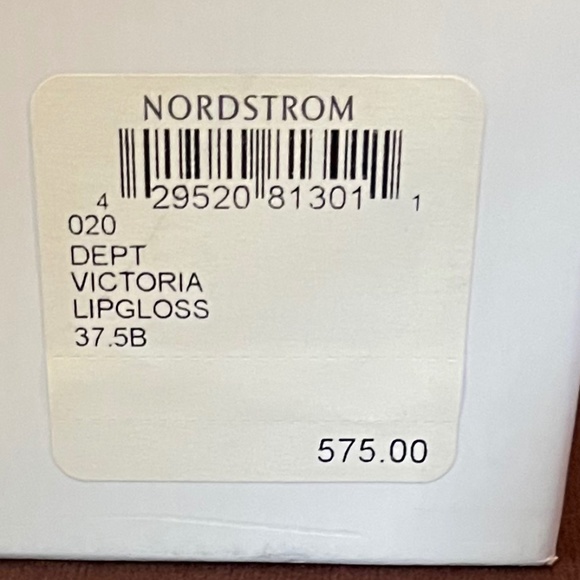 NORDSTROM
4 29520 81301 1
020
DEPT
VICTORIA
LIPGLOSS
37.5B
575.00